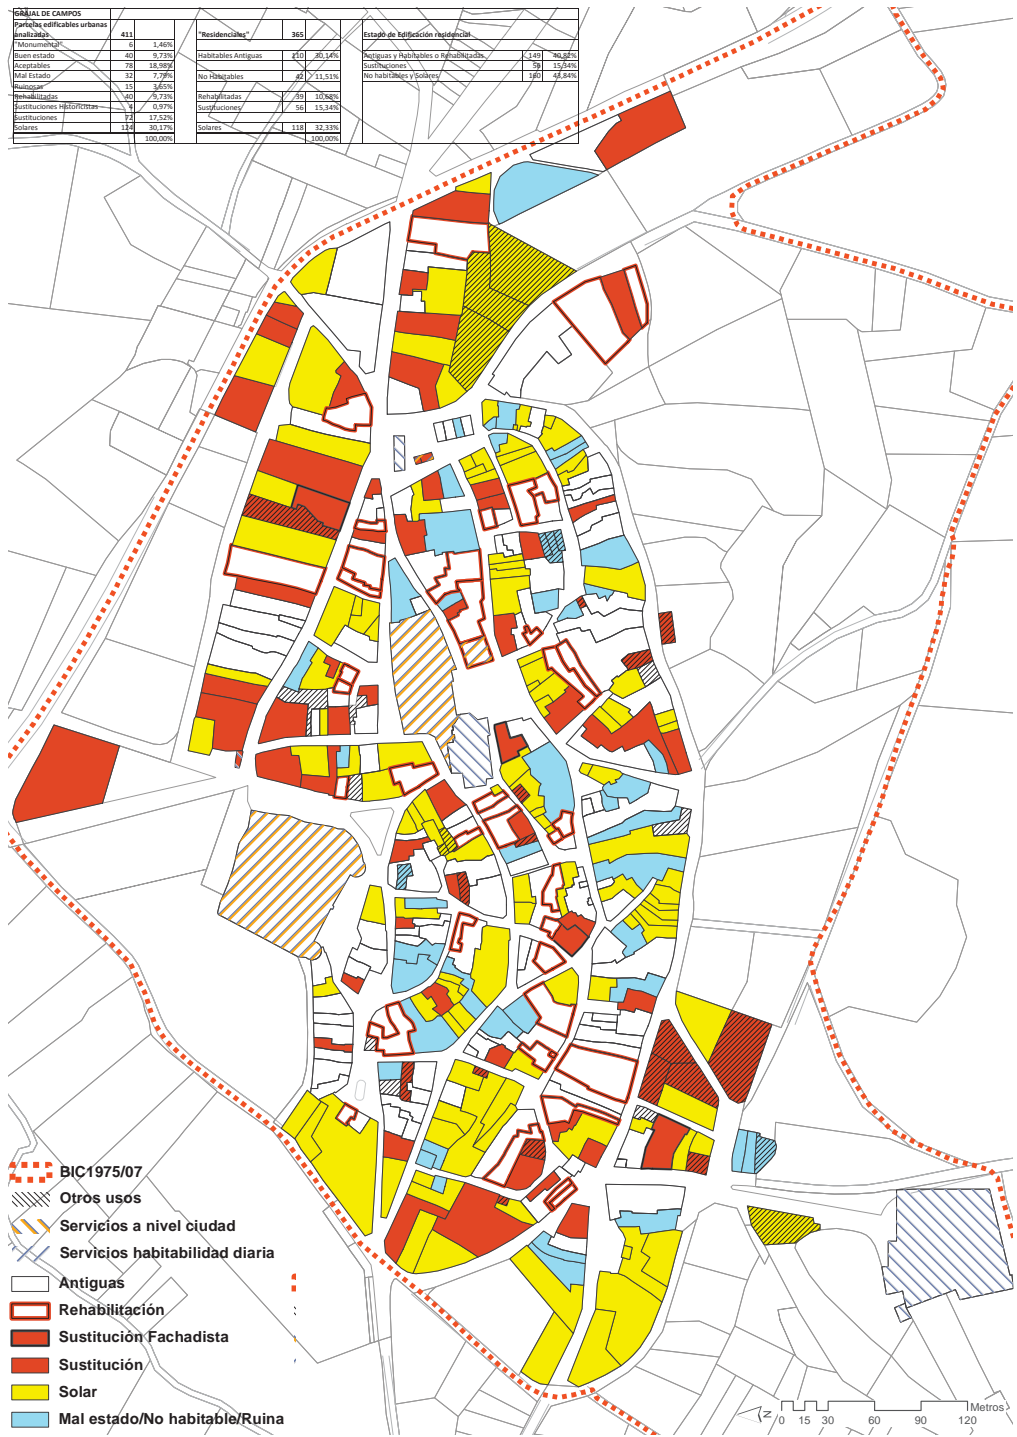 GRAJAL DE CAMPOS
Parcelas edificables urbanas
analizadas 411 "Residenciales" 365 Estado de Edificación residencial
"Monumental" 6 1,46%
Buen estado 40 9,73% Habitables Antiguas 110 30,14% Antiguas y Habitables o Rehabilitadas 149 40,82%
Aceptables 78 18,98% Sustituciones 56 15,34%
Mal Estado 32 7,79% No Habitables 42 11,51% No habitables y Solares 160 43,84%
Ruinosas 15 3,65%
Rehabilitadas 40 9,73% Rehabilitadas 39 10,68%
Sustituciones Historicistas 4 0,97% Sustituciones 56 15,34%
Sustituciones 72 17,52%
Solares 124 30,17% Solares 118 32,33%
100,00% 100,00%
BIC1975/07
Otros usos
Servicios a nivel ciudad
Servicios habitabilidad diaria
Antiguas
Rehabilitación
Sustitución Fachadista
Sustitución
Solar
Mal estado/No habitable/Ruina
N
Metros
0 15 30 60 90 120